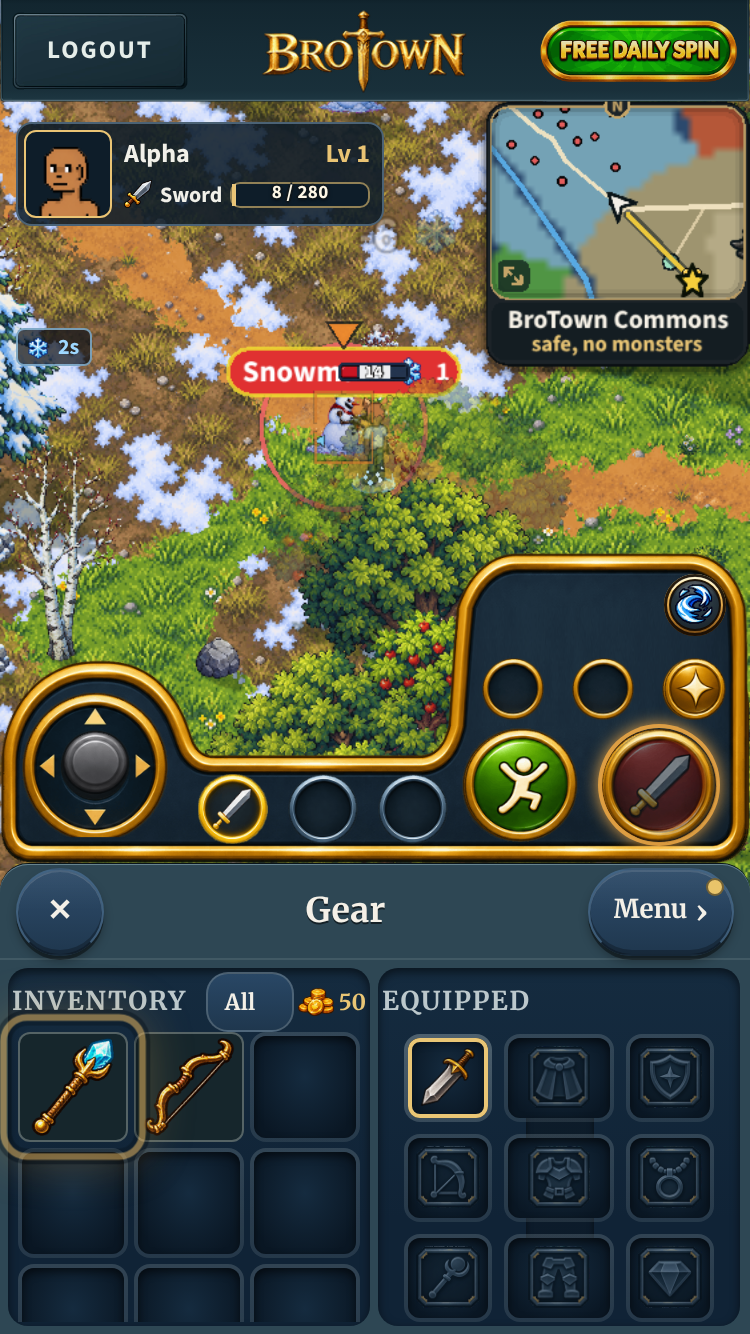 LOGOUT
BROTOWN
FREE DAILY SPIN
N
Alpha
Lv 1
Sword
8 / 280
BroTown Commons
safe, no monsters
2s
Snowm
1
Gear
Menu ›
INVENTORY
All
50
EQUIPPED